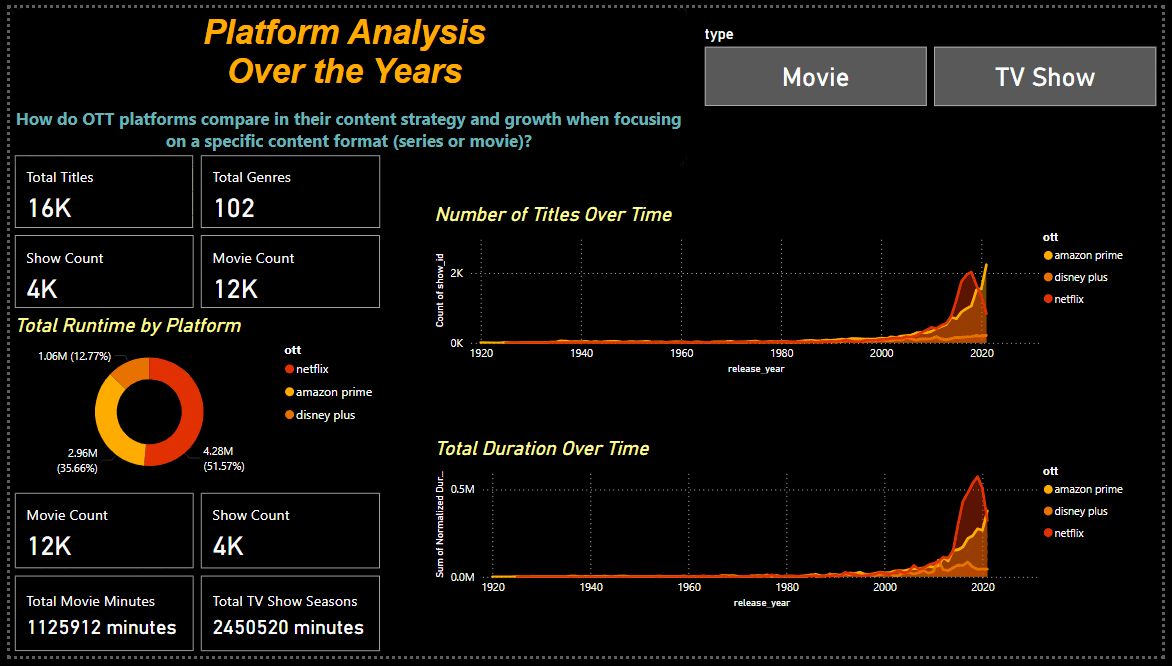 Platform Analysis
Over the Years
How do OTT platforms compare in their content strategy and growth when focusing
on a specific content format (series or movie)?
type
Movie
TV Show
Total Titles
16K
Total Genres
102
Show Count
4K
Movie Count
12K
Total Runtime by Platform
1.06M (12.77%)
2.96M
(35.66%)
4.28M
(51.57%)
ott
netflix
amazon prime
disney plus
Movie Count
12K
Show Count
4K
Total Movie Minutes
1125912 minutes
Total TV Show Seasons
2450520 minutes
Number of Titles Over Time
Count of show_id
2K
0K
1920
1940
1960
1980
2000
2020
release_year
ott
amazon prime
disney plus
netflix
Total Duration Over Time
Sum of Normalized Dur...
0.5M
0.0M
1920
1940
1960
1980
2000
2020
release_year
ott
amazon prime
disney plus
netflix